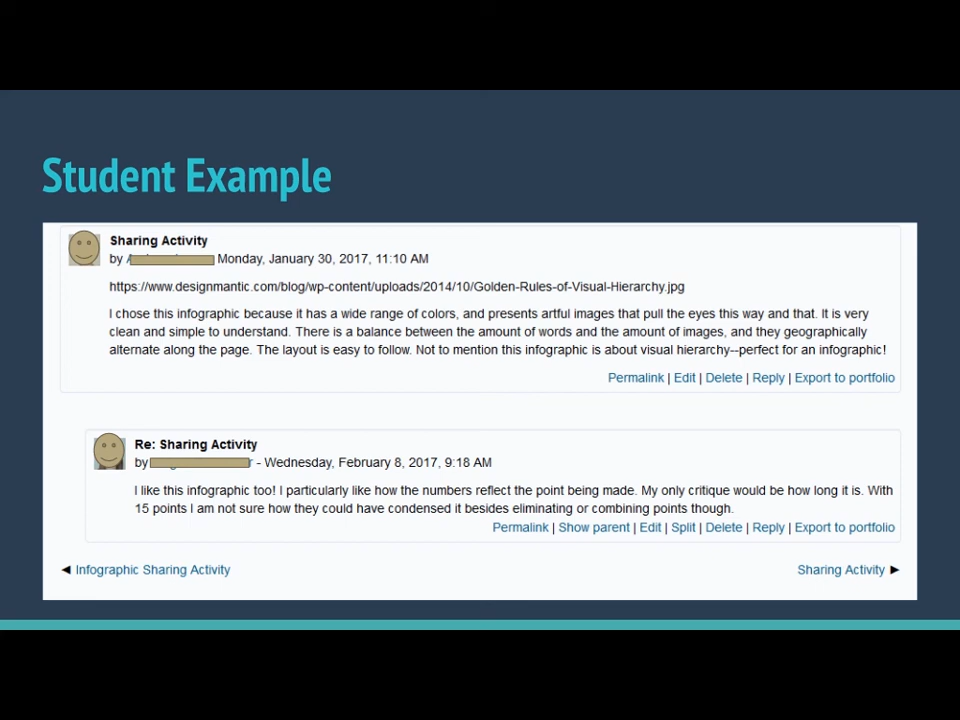 Student Example
Sharing Activity
by Monday, January 30, 2017, 11:10 AM
https://www.designmantic.com/blog/wp-content/uploads/2014/10/Golden-Rules-of-Visual-Hierarchy.jpg
I chose this infographic because it has a wide range of colors, and presents artful images that pull the eyes this way and that. It is very
clean and simple to understand. There is a balance between the amount of words and the amount of images, and they geographically
alternate along the page. The layout is easy to follow. Not to mention this infographic is about visual hierarchy--perfect for an infographic!
Permalink | Edit | Delete | Reply | Export to portfolio
Re: Sharing Activity
by - Wednesday, February 8, 2017, 9:18 AM
I like this infographic too! I particularly like how the numbers reflect the point being made. My only critique would be how long it is. With
15 points I am not sure how they could have condensed it besides eliminating or combining points though.
Permalink | Show parent | Edit | Split | Delete | Reply | Export to portfolio
◄ Infographic Sharing Activity
Sharing Activity ►